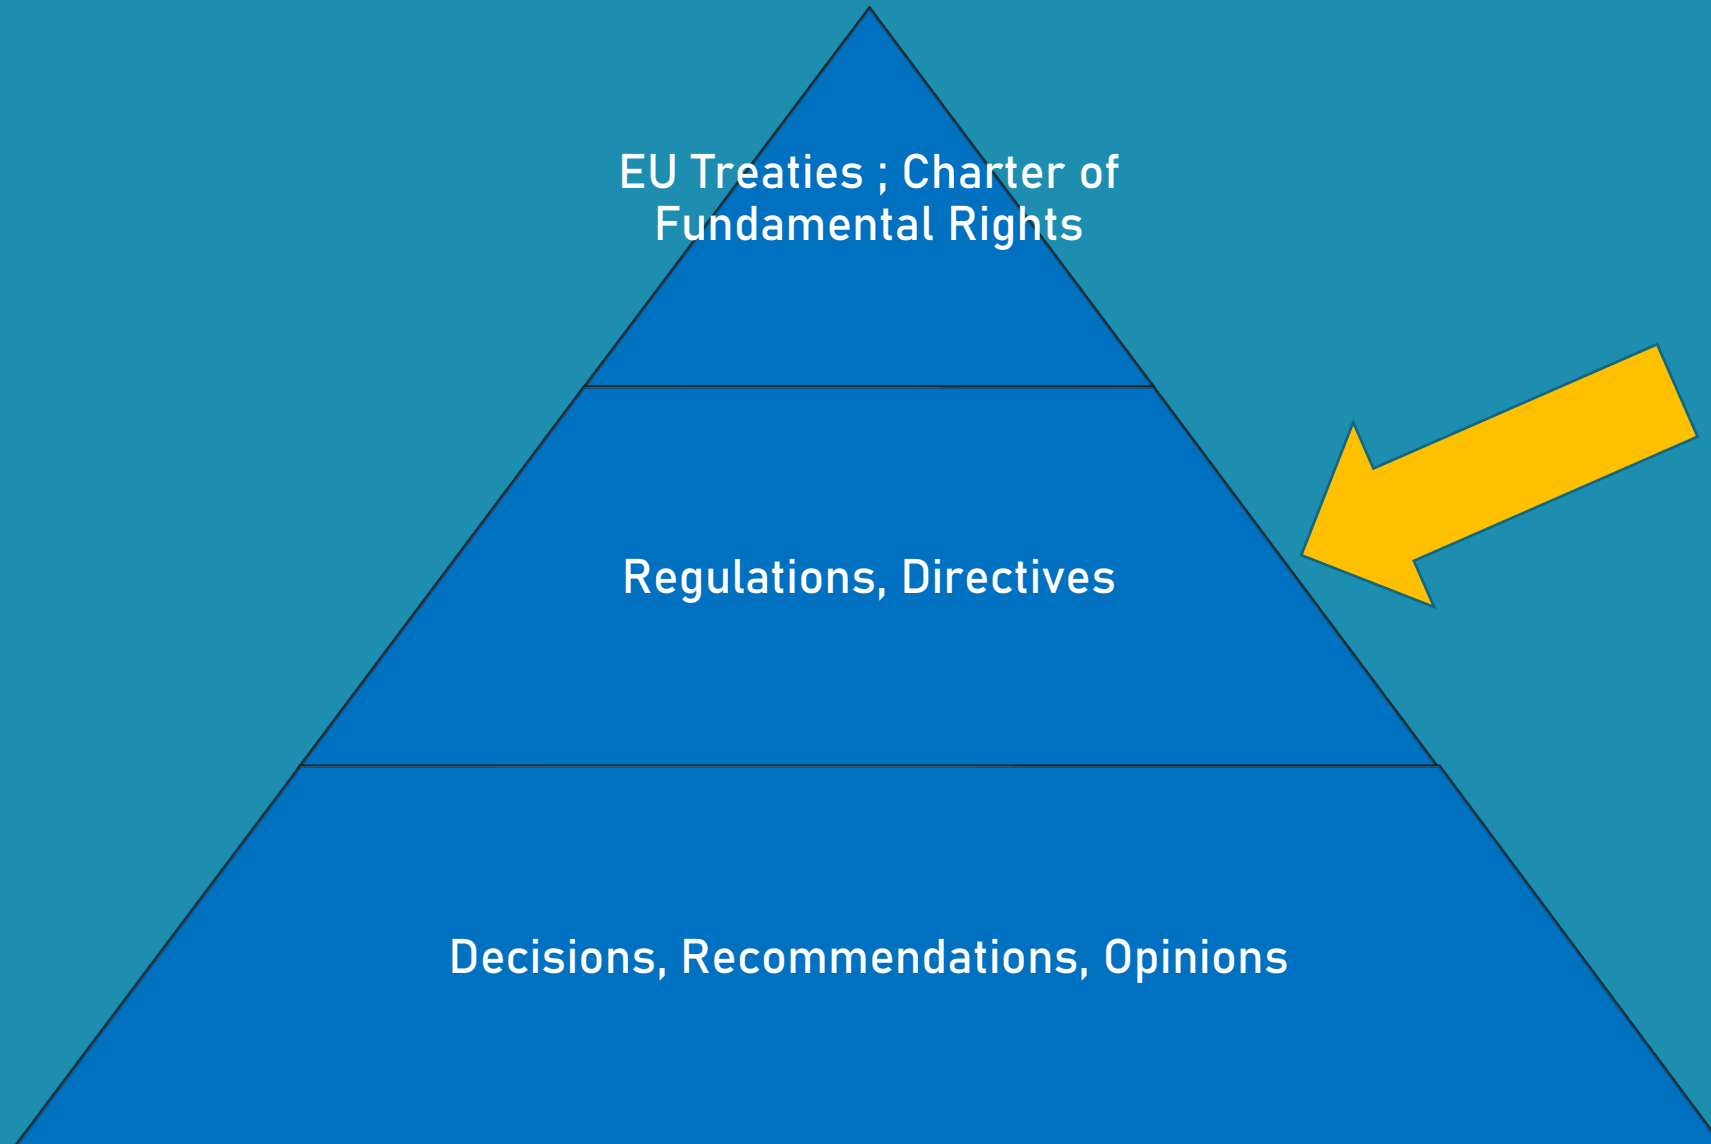 EU Treaties ; Charter of
Fundamental Rights
Regulations, Directives
Decisions, Recommendations, Opinions